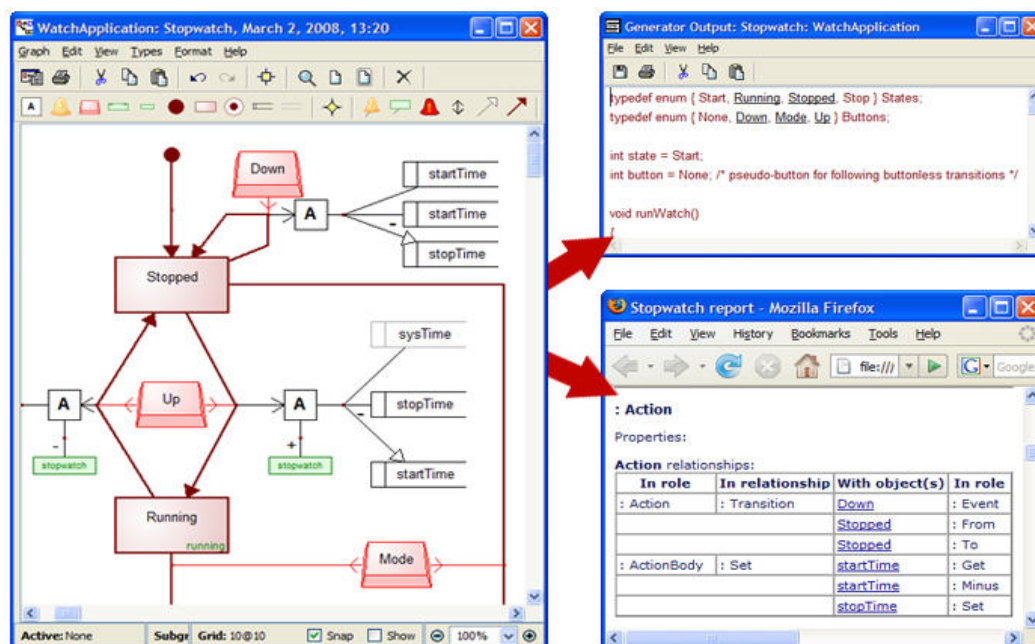 WatchApplication: Stopwatch, March 2, 2008, 13:20
Graph Edit View Types Format Help
A
Down
startTime
A
startTime
-
stopTime
Stopped
sysTime
Up
A
A
stopTime
-
-
+
stopwatch
stopwatch
startTime
Running
running
Mode
Active: None
Subgr
Grid: 10@10
Snap
Show
100%
Generator Output: Stopwatch: WatchApplication
File Edit View Help
typedef enum { Start, Running, Stopped, Stop } States;
typedef enum { None, Down, Mode, Up } Buttons;
int state = Start;
int button = None; /* pseudo-button for following buttonless transitions */
void runWatch()
{
Stopwatch report - Mozilla Firefox
File Edit View History Bookmarks Tools Help
file:///
G
Google
: Action
Properties:
Action relationships:
In role In relationship With object(s) In role
: Action : Transition Down : Event
Stopped : From
Stopped : To
: ActionBody : Set startTime : Get
startTime : Minus
stopTime : Set